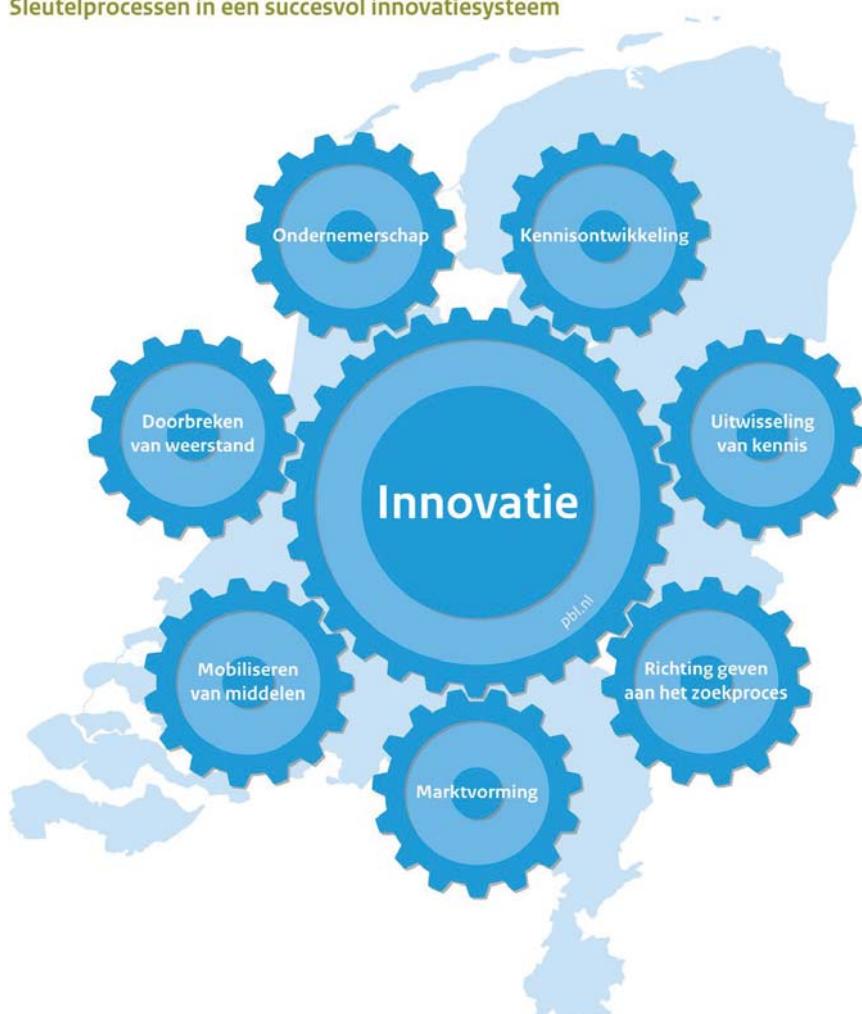 Sleutelprocessen in een succesvol innovatiesysteem
Ondernemerschap
Kennisontwikkeling
Doorbreken
van weerstand
Uitwisseling
van kennis
Innovatie
pbl.nl
Mobiliseren
van middelen
Richting geven
aan het zoekproces
Marktvorming